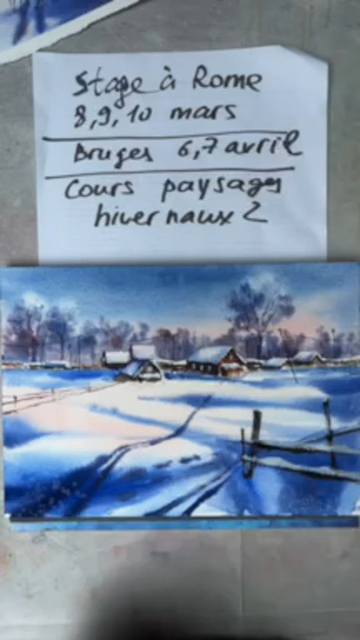 Stage à Rome
8,9,10 mars
Bruges 6,7 avril
Cours paysages
hivernaux 2